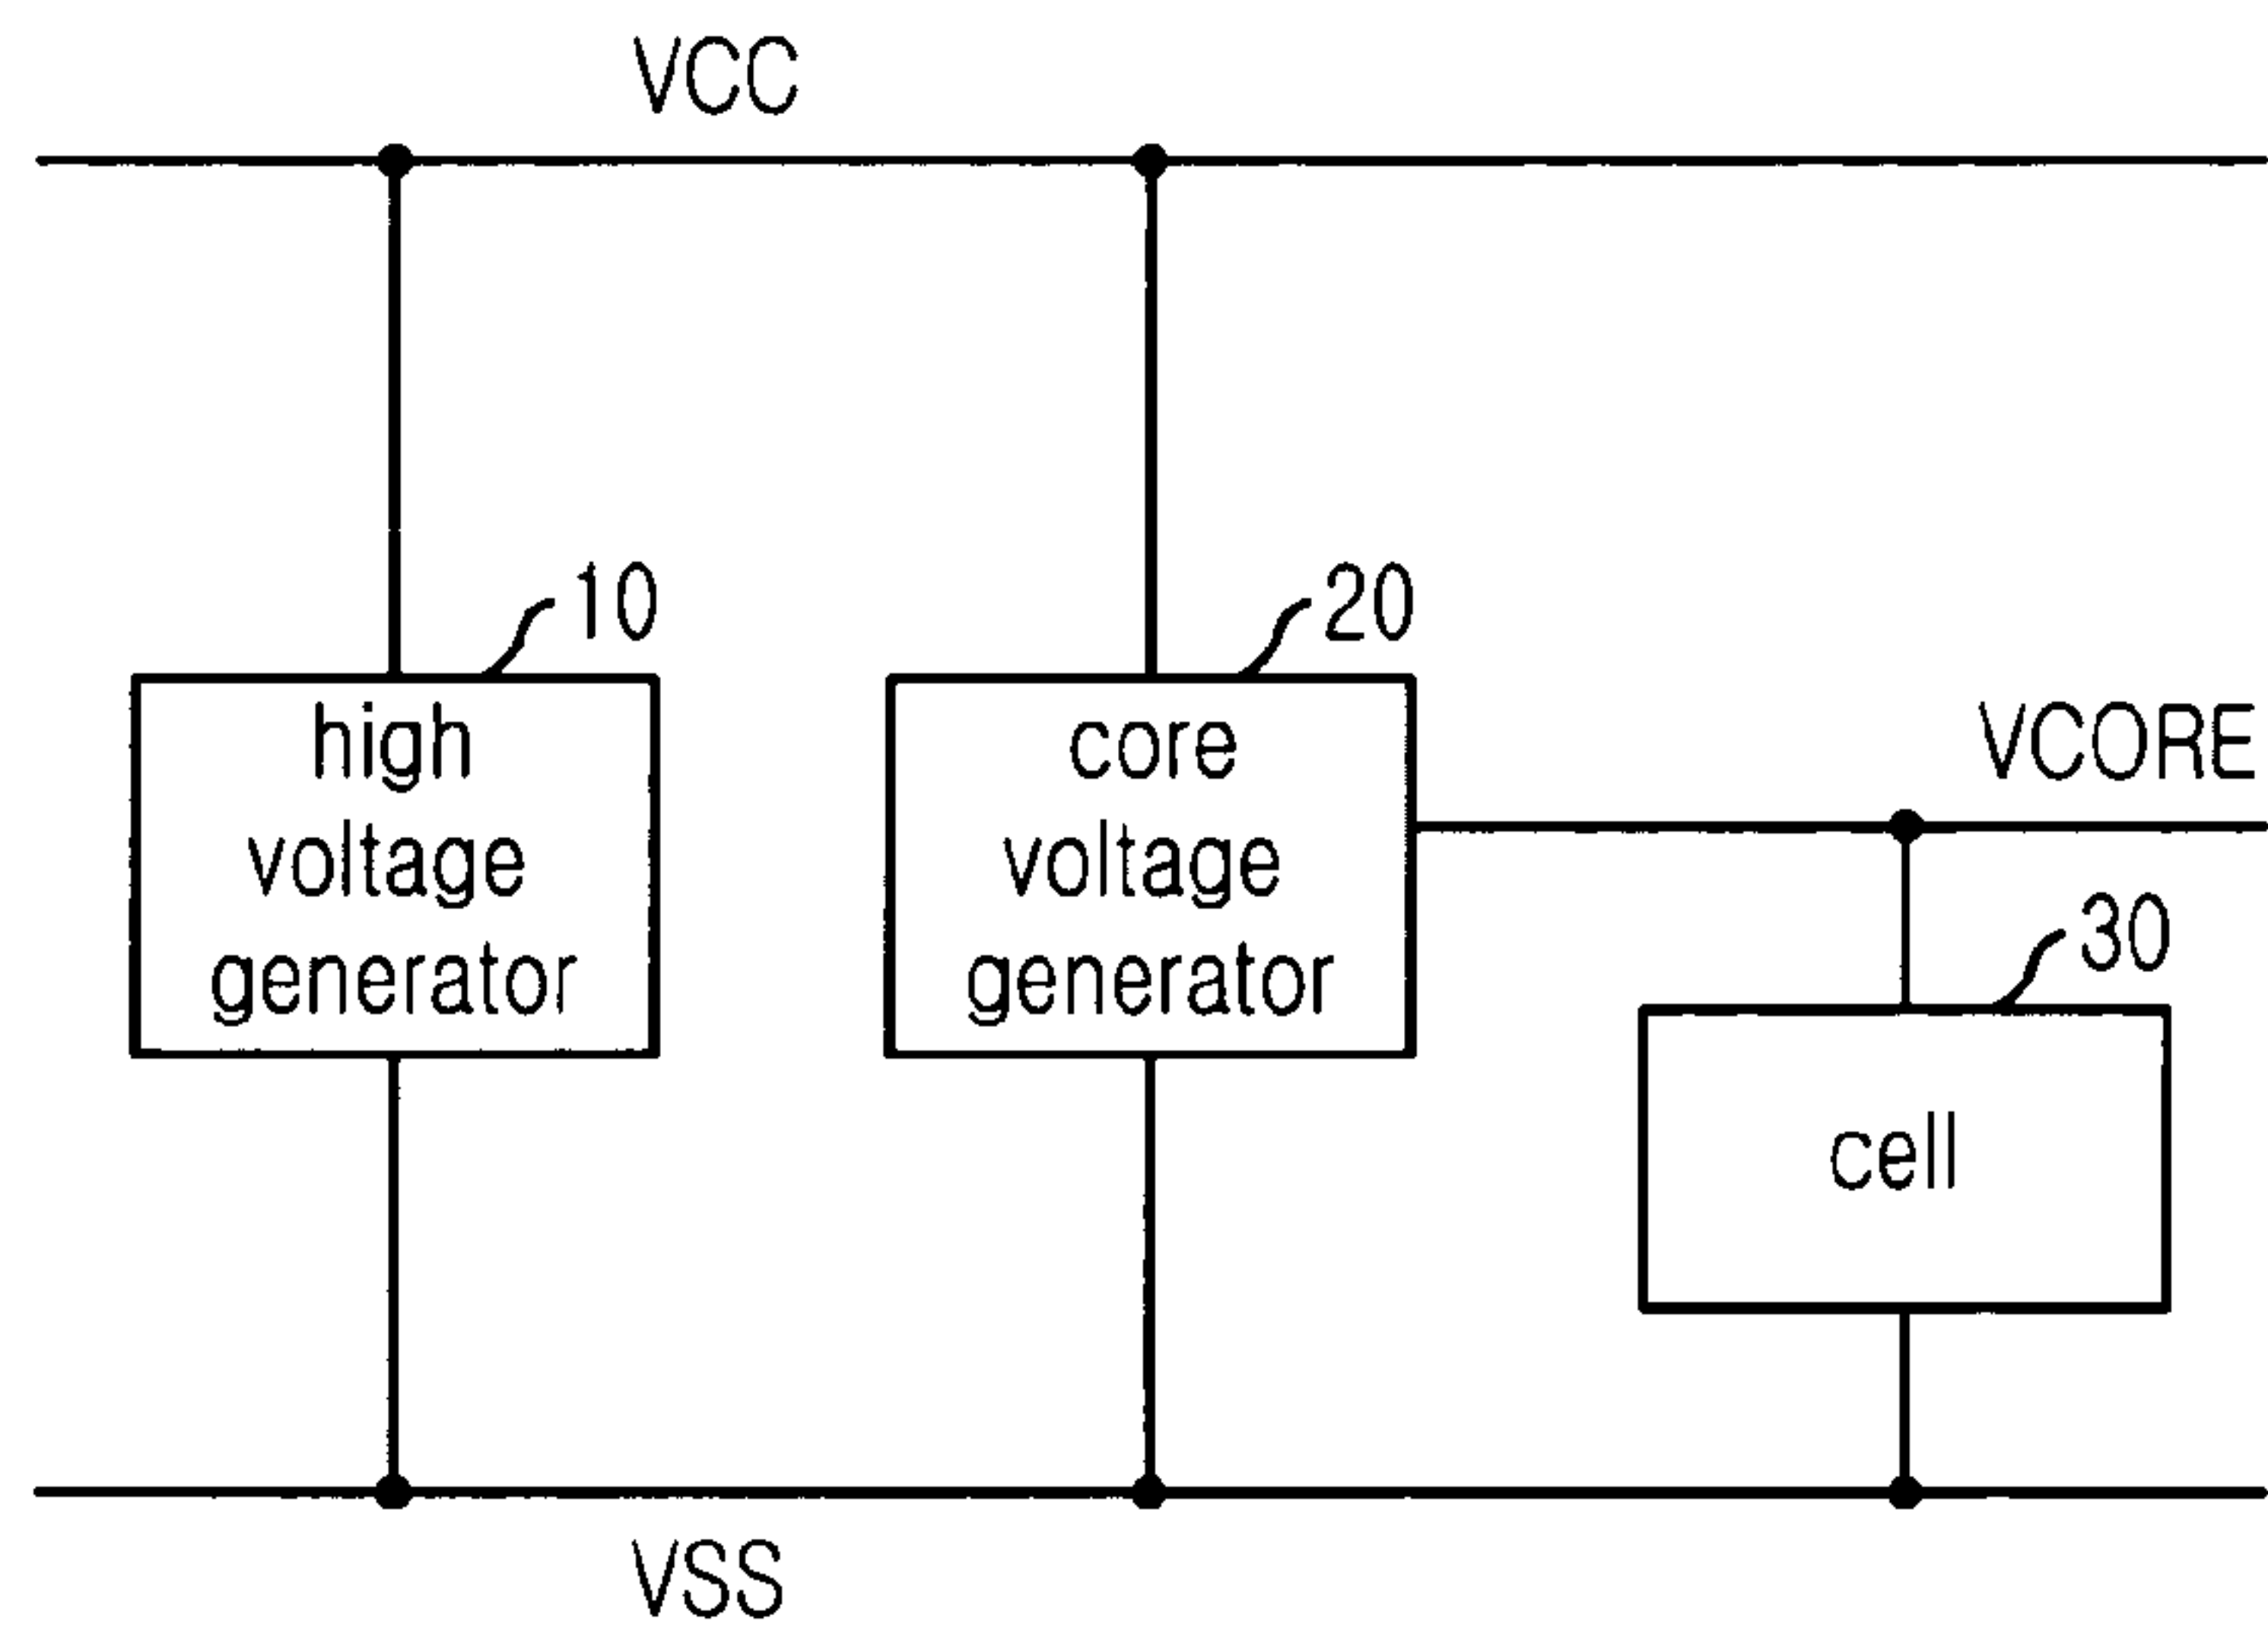 VCC
10
20
high
voltage
generator
core
voltage
generator
VCORE
30
cell
VSS